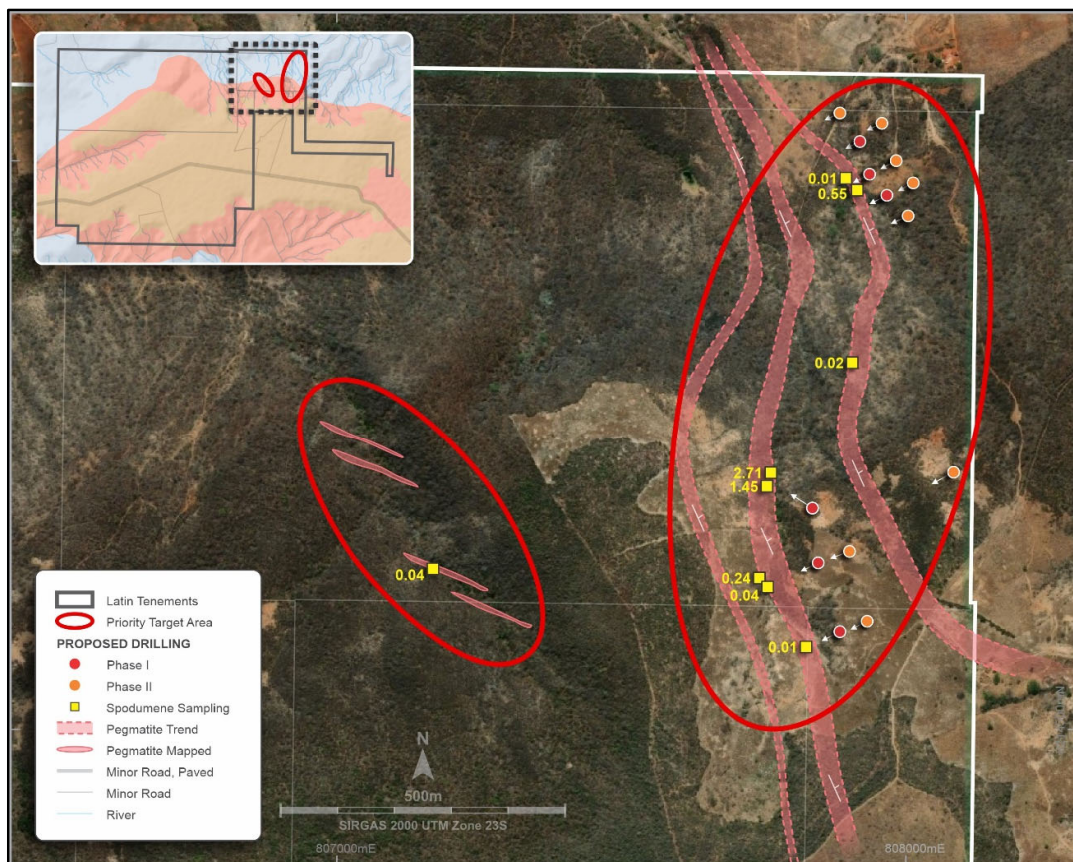 0.01
0.55
0.02
2.71
1.45
0.24
0.04
0.01
0.04
Latin Tenements
Priority Target Area
PROPOSED DRILLING
Phase I
Phase II
Spodumene Sampling
Pegmatite Trend
Pegmatite Mapped
Minor Road, Paved
Minor Road
River
N
500m
SIRGAS 2000 UTM Zone 23S
807000mE
808000mE